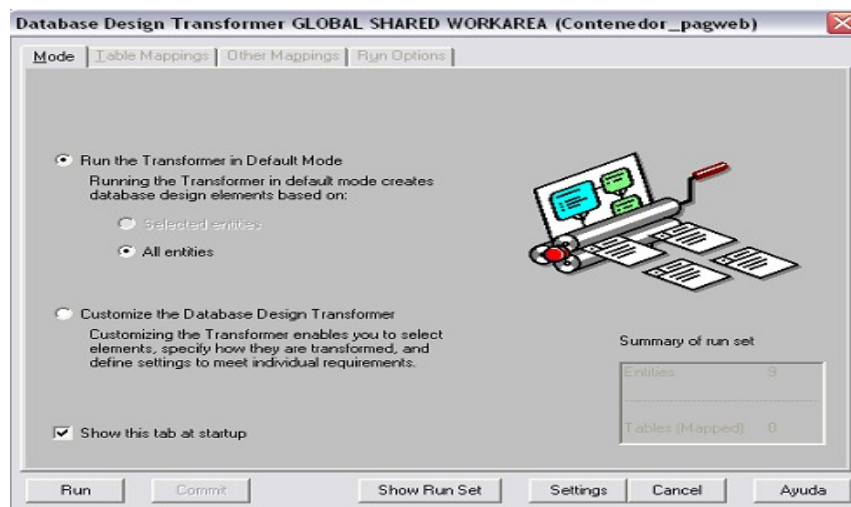 Database Design Transformer GLOBAL SHARED WORKAREA (Contenedor_pagweb)
Mode Table Mappings Other Mappings Run Options
Run the Transformer in Default Mode
Running the Transformer in default mode creates
database design elements based on:
Selected entities
All entities
Customize the Database Design Transformer
Customizing the Transformer enables you to select
elements, specify how they are transformed, and
define settings to meet individual requirements.
Summary of run set
Entities 9
Tables (Mapped) 0
Show this tab at startup
Run Commit Show Run Set Settings Cancel Ayuda